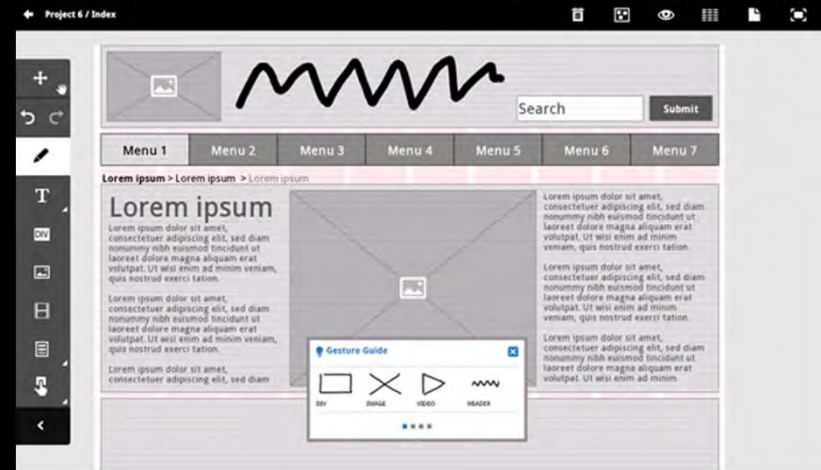 Project 6 / Index
Search
Submit
Menu 1
Menu 2
Menu 3
Menu 4
Menu 5
Menu 6
Menu 7
Lorem ipsum > Lorem ipsum > Lorem ipsum
T
DIV
Lorem ipsum
Lorem ipsum dolor sit amet,
consectetuer adipiscing elit, sed diam
nonummy nibh euismod tincidunt ut
laoreet dolore magna aliquam erat
volutpat. Ut wisi enim ad minim veniam,
quis nostrud exerci tation.
Lorem ipsum dolor sit amet,
consectetuer adipiscing elit, sed diam
nonummy nibh euismod tincidunt ut
laoreet dolore magna aliquam erat
volutpat. Ut wisi enim ad minim veniam,
quis nostrud exerci tation.
Lorem ipsum dolor sit amet,
consectetuer adipiscing elit, sed diam
Lorem ipsum dolor sit amet,
consectetuer adipiscing elit, sed diam
nonummy nibh euismod tincidunt ut
laoreet dolore magna aliquam erat
volutpat. Ut wisi enim ad minim
veniam, quis nostrud exerci tation.
Lorem ipsum dolor sit amet,
consectetuer adipiscing elit, sed diam
nonummy nibh euismod tincidunt ut
laoreet dolore magna aliquam erat
volutpat. Ut wisi enim ad minim
veniam, quis nostrud exerci tation.
Lorem ipsum dolor sit amet,
consectetuer adipiscing elit, sed diam
nonummy nibh euismod tincidunt ut
laoreet dolore magna aliquam erat
volutpat. Ut wisi enim ad minim
Gesture Guide
DIV
IMAGE
VIDEO
HEADER